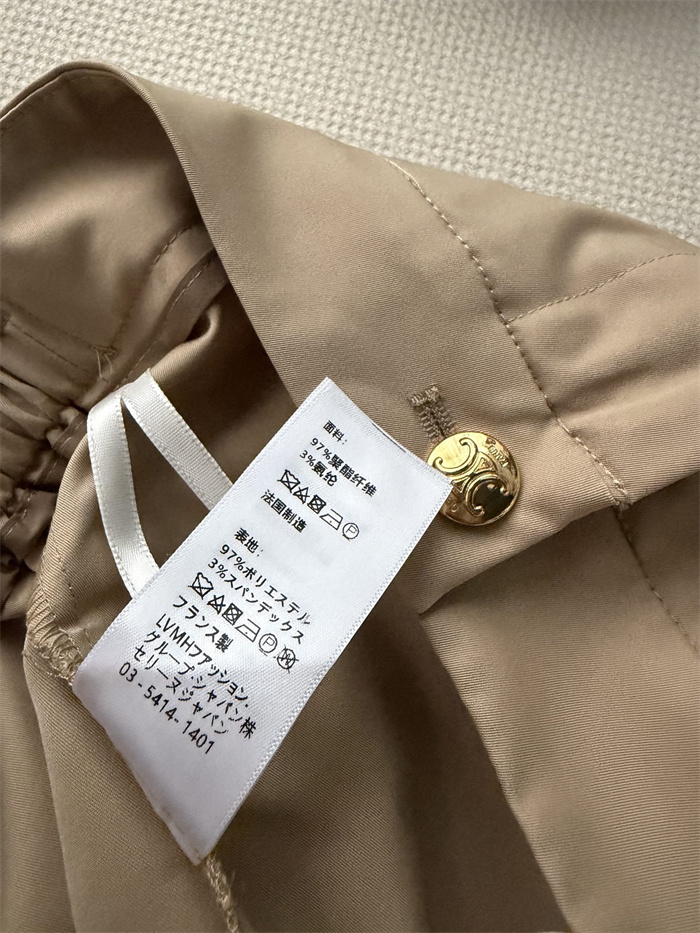 面料：
97%聚酯纤维
3%氨纶
法国制造
表地：
97%ポリエステル
3%スパンデックス
フランス製
LVMHファッション.
グループジャパン株
セリーヌジャパン
03-5414-1401